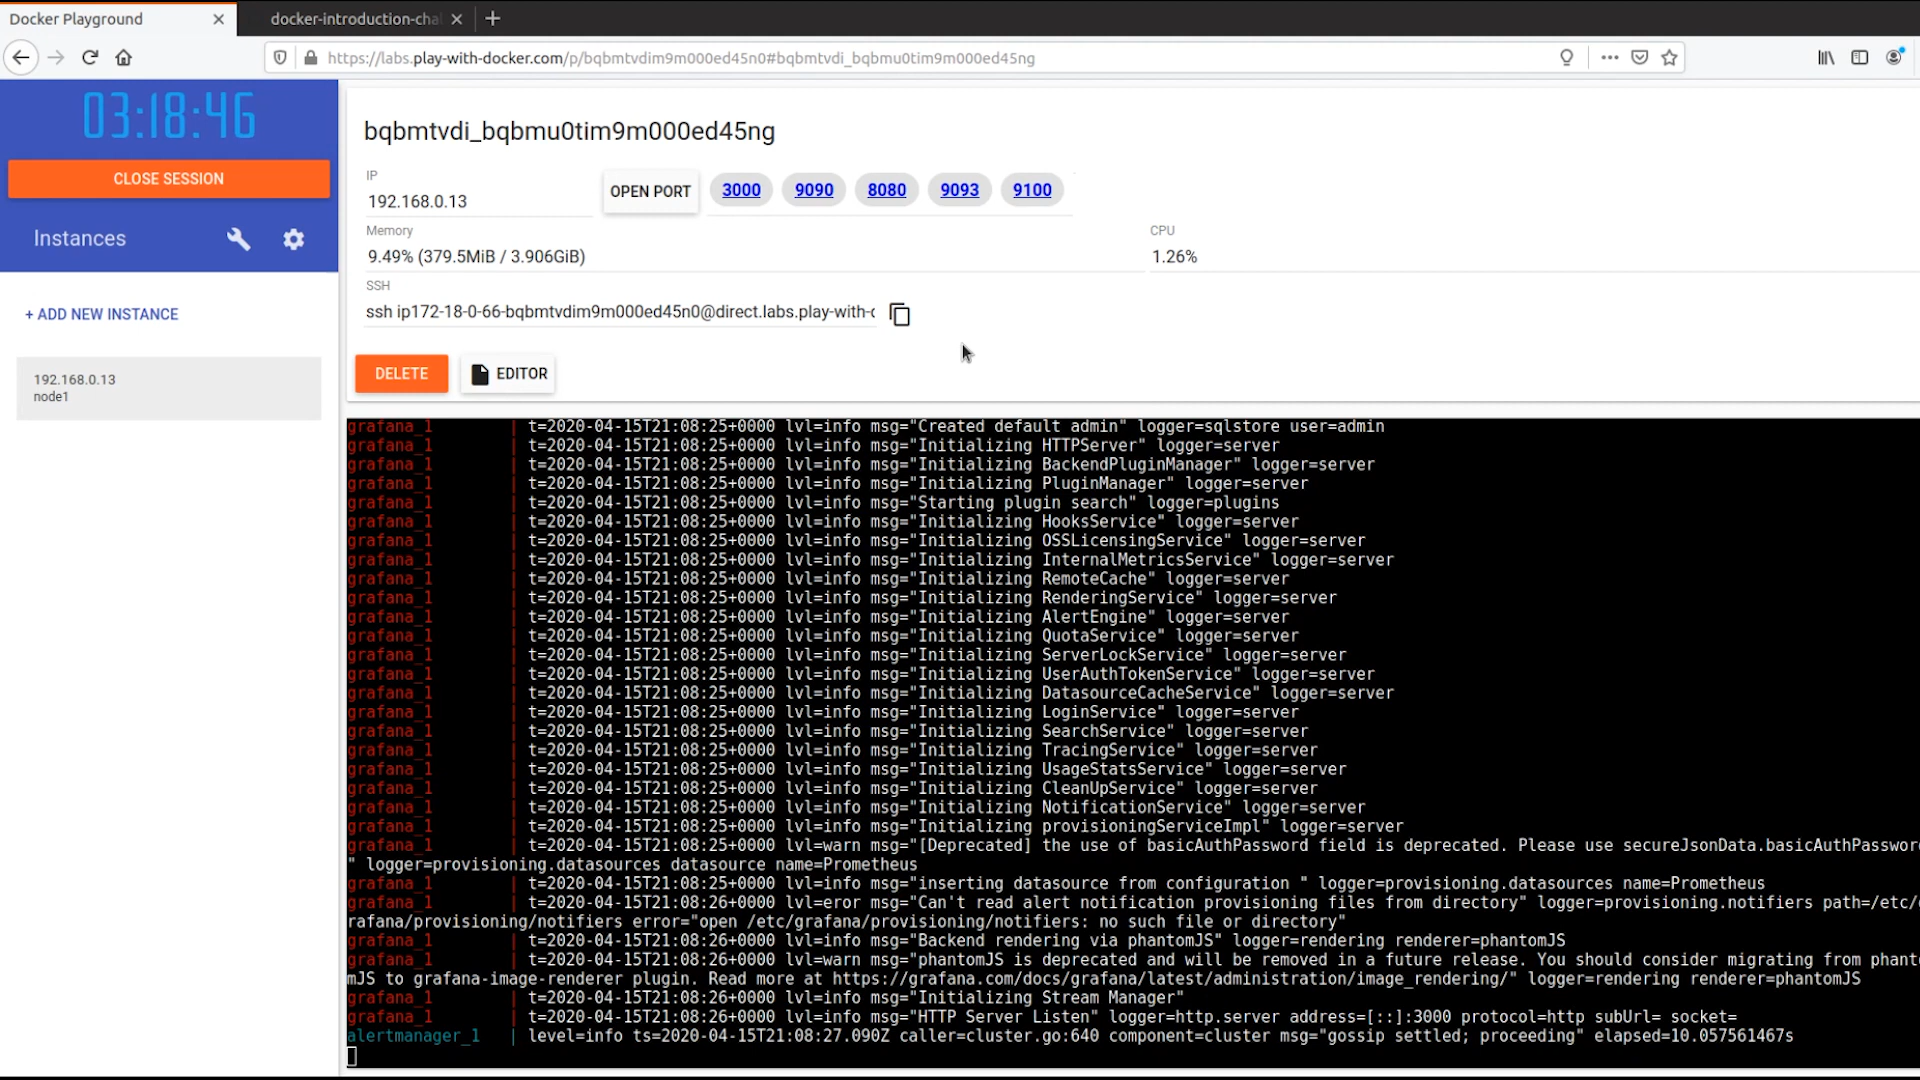 Docker Playground
docker-introduction-cha
https://labs.play-with-docker.com/p/bqbmtvdim9m000ed45n0#bqbmtvdi_bqbmu0tim9m000ed45ng
03:18:46
CLOSE SESSION
Instances
+ ADD NEW INSTANCE
192.168.0.13
node1
bqbmtvdi_bqbmu0tim9m000ed45ng
IP
192.168.0.13
OPEN PORT 3000 9090 8080 9093 9100
Memory
9.49% (379.5MiB / 3.906GiB)
CPU
1.26%
SSH
ssh ip172-18-0-66-bqbmtvdim9m000ed45n0@direct.labs.play-with-
DELETE
EDITOR
grafana_1 | t=2020-04-15T21:08:25+0000 lvl=info msg="Created default admin" logger=sqlstore user=admin
grafana_1 | t=2020-04-15T21:08:25+0000 lvl=info msg="Initializing HTTPServer" logger=server
grafana_1 | t=2020-04-15T21:08:25+0000 lvl=info msg="Initializing BackendPluginManager" logger=server
grafana_1 | t=2020-04-15T21:08:25+0000 lvl=info msg="Initializing PluginManager" logger=server
grafana_1 | t=2020-04-15T21:08:25+0000 lvl=info msg="Starting plugin search" logger=plugins
grafana_1 | t=2020-04-15T21:08:25+0000 lvl=info msg="Initializing HooksService" logger=server
grafana_1 | t=2020-04-15T21:08:25+0000 lvl=info msg="Initializing OSSLicensingService" logger=server
grafana_1 | t=2020-04-15T21:08:25+0000 lvl=info msg="Initializing InternalMetricsService" logger=server
grafana_1 | t=2020-04-15T21:08:25+0000 lvl=info msg="Initializing RemoteCache" logger=server
grafana_1 | t=2020-04-15T21:08:25+0000 lvl=info msg="Initializing RenderingService" logger=server
grafana_1 | t=2020-04-15T21:08:25+0000 lvl=info msg="Initializing AlertEngine" logger=server
grafana_1 | t=2020-04-15T21:08:25+0000 lvl=info msg="Initializing QuotaService" logger=server
grafana_1 | t=2020-04-15T21:08:25+0000 lvl=info msg="Initializing ServerLockService" logger=server
grafana_1 | t=2020-04-15T21:08:25+0000 lvl=info msg="Initializing UserAuthTokenService" logger=server
grafana_1 | t=2020-04-15T21:08:25+0000 lvl=info msg="Initializing DatasourceCacheService" logger=server
grafana_1 | t=2020-04-15T21:08:25+0000 lvl=info msg="Initializing LoginService" logger=server
grafana_1 | t=2020-04-15T21:08:25+0000 lvl=info msg="Initializing SearchService" logger=server
grafana_1 | t=2020-04-15T21:08:25+0000 lvl=info msg="Initializing TracingService" logger=server
grafana_1 | t=2020-04-15T21:08:25+0000 lvl=info msg="Initializing UsageStatsService" logger=server
grafana_1 | t=2020-04-15T21:08:25+0000 lvl=info msg="Initializing CleanUpService" logger=server
grafana_1 | t=2020-04-15T21:08:25+0000 lvl=info msg="Initializing NotificationService" logger=server
grafana_1 | t=2020-04-15T21:08:25+0000 lvl=info msg="Initializing provisioningServiceImpl" logger=server
grafana_1 | t=2020-04-15T21:08:25+0000 lvl=warn msg="[Deprecated] the use of basicAuthPassword field is deprecated. Please use secureJsonData.basicAuthPassword
" logger=provisioning.datasources datasource name=Prometheus
grafana_1 | t=2020-04-15T21:08:25+0000 lvl=info msg="inserting datasource from configuration " logger=provisioning.datasources name=Prometheus
grafana_1 | t=2020-04-15T21:08:26+0000 lvl=eror msg="Can't read alert notification provisioning files from directory" logger=provisioning.notifiers path=/etc/
rafana/provisioning/notifiers error="open /etc/grafana/provisioning/notifiers: no such file or directory"
grafana_1 | t=2020-04-15T21:08:26+0000 lvl=info msg="Backend rendering via phantomJS" logger=rendering renderer=phantomJS
grafana_1 | t=2020-04-15T21:08:26+0000 lvl=warn msg="phantomJS is deprecated and will be removed in a future release. You should consider migrating from phant
mJS to grafana-image-renderer plugin. Read more at https://grafana.com/docs/grafana/latest/administration/image_rendering/" logger=rendering renderer=phantomJS
grafana_1 | t=2020-04-15T21:08:26+0000 lvl=info msg="Initializing Stream Manager"
grafana_1 | t=2020-04-15T21:08:26+0000 lvl=info msg="HTTP Server Listen" logger=http.server address=[::]:3000 protocol=http subUrl= socket=
alertmanager_1 | level=info ts=2020-04-15T21:08:27.090Z caller=cluster.go:640 component=cluster msg="gossip settled; proceeding" elapsed=10.057561467s